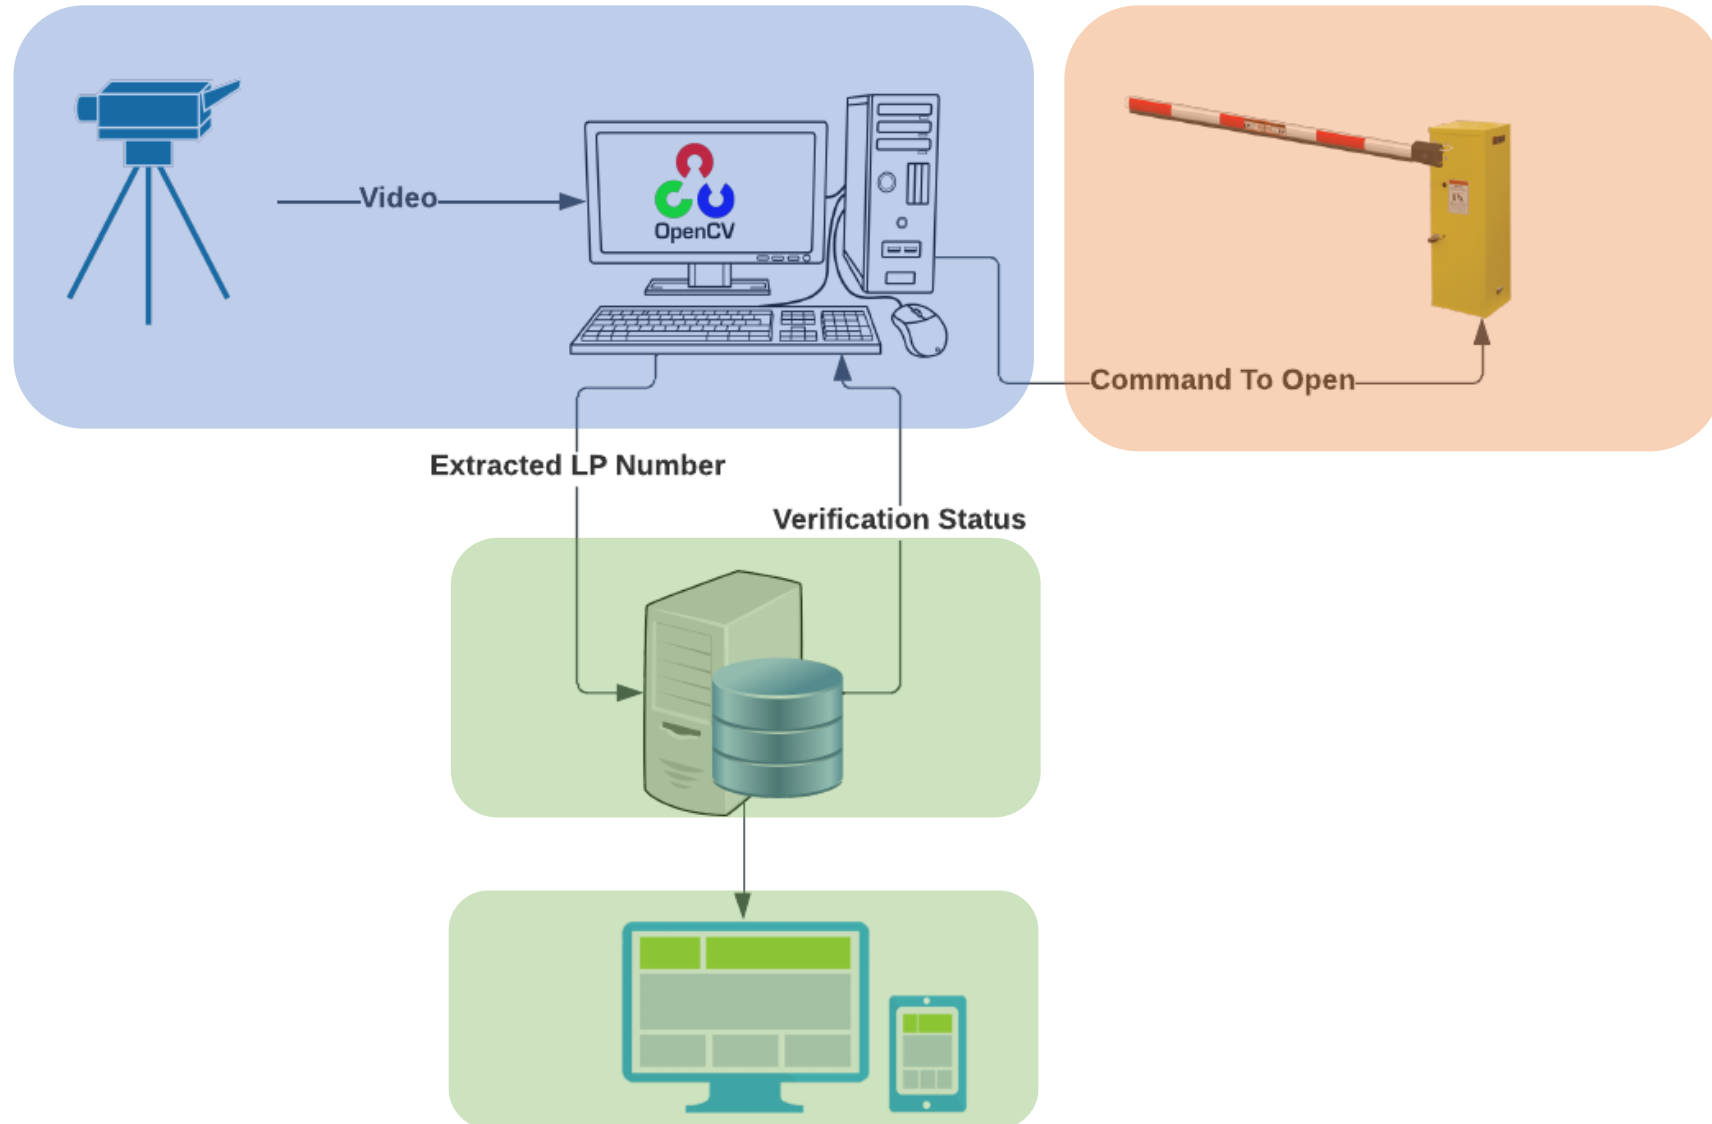 Video
OpenCV
Command To Open
Extracted LP Number
Verification Status